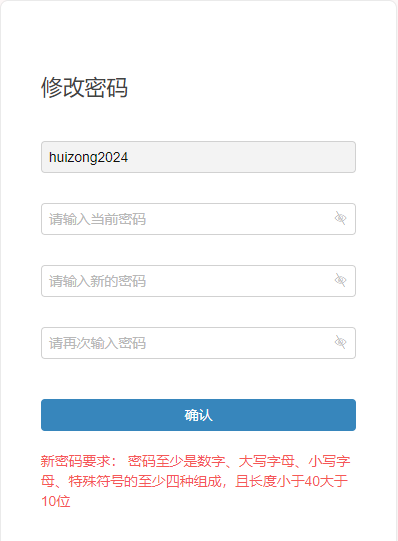 修改密码
huizong2024
请输入当前密码
请输入新的密码
请再次输入密码
确认
新密码要求： 密码至少是数字、大写字母、小写字
母、特殊符号的至少四种组成，且长度小于40大于
10位